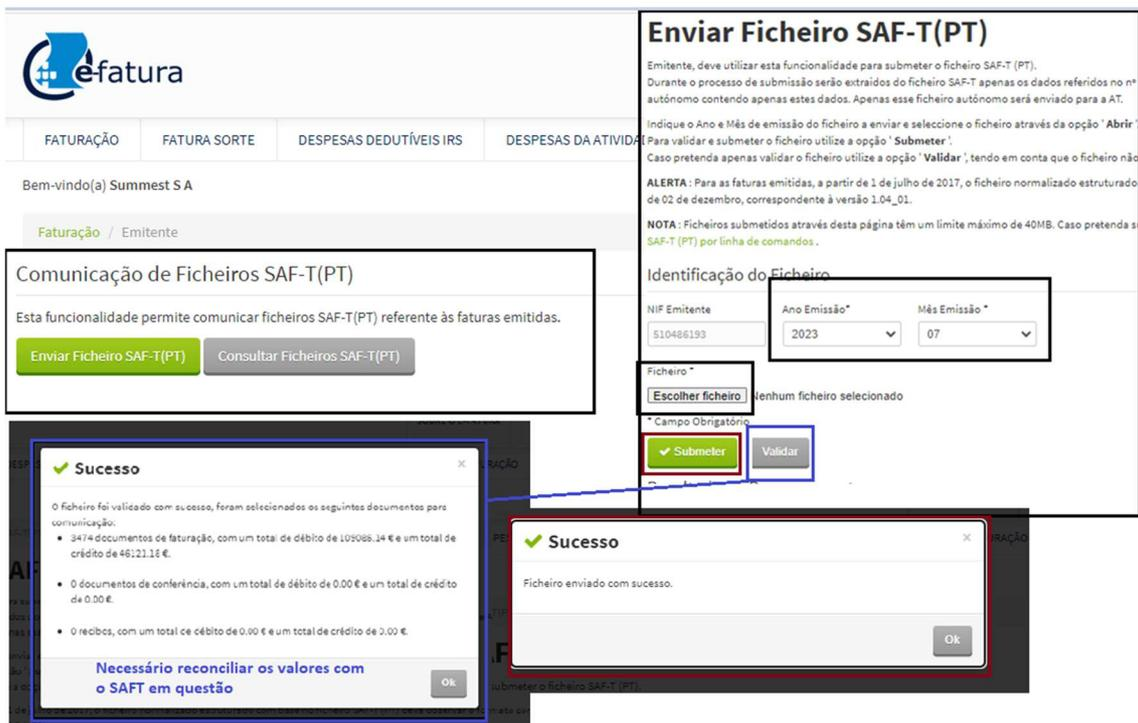 e-fatura
FATURAÇÃO FATURA SORTE DESPESAS DEDUTÍVEIS IRS DESPESAS DA ATIVIDAD
Bem-vindo(a) Summest S A
Faturação / Emitente
Comunicação de Ficheiros SAF-T(PT)
Esta funcionalidade permite comunicar ficheiros SAF-T(PT) referente às faturas emitidas.
Enviar Ficheiro SAF-T(PT) Consultar Ficheiros SAF-T(PT)
Enviar Ficheiro SAF-T(PT)
Emitente, deve utilizar esta funcionalidade para submeter o ficheiro SAF-T (PT).
Durante o processo de submissão serão extraidos do ficheiro SAF-T apenas os dados referidos no nº
autónomo contendo apenas estes dados. Apenas esse ficheiro autónomo será enviado para a AT.
Indique o Ano e Mês de emissão do ficheiro a enviar e seleccione o ficheiro através da opção ' Abrir '
Para validar e submeter o ficheiro utilize a opção ' Submeter '.
Caso pretenda apenas validar o ficheiro utilize a opção ' Validar ', tendo em conta que o ficheiro não
ALERTA : Para as faturas emitidas, a partir de 1 de julho de 2017, o ficheiro normalizado estruturado
de 02 de dezembro, correspondente à versão 1.04_01.
NOTA : Ficheiros submetidos através desta página têm um limite máximo de 40MB. Caso pretenda s
SAF-T (PT) por linha de comandos .
Identificação do Ficheiro
NIF Emitente Ano Emissão* Mês Emissão *
510486193 2023 07
Ficheiro *
Escolher ficheiro Nenhum ficheiro selecionado
* Campo Obrigatório
Submeter Validar
Sucesso ×
O ficheiro foi validado com sucesso, foram selecionados os seguintes documentos para
comunicação:
• 3474 documentos de faturação, com um total de débito de 109086.14 € e um total de
crédito de 46121.18 €.
• 0 documentos de conferência, com um total de débito de 0.00 € e um total de crédito
de 0.00 €.
• 0 recibos, com um total de débito de 0.00 € e um total de crédito de 0.00 €.
Necessário reconciliar os valores com
o SAFT em questão
Ok
Sucesso ×
Ficheiro enviado com sucesso.
Ok
submeter o ficheiro SAF-T (PT).